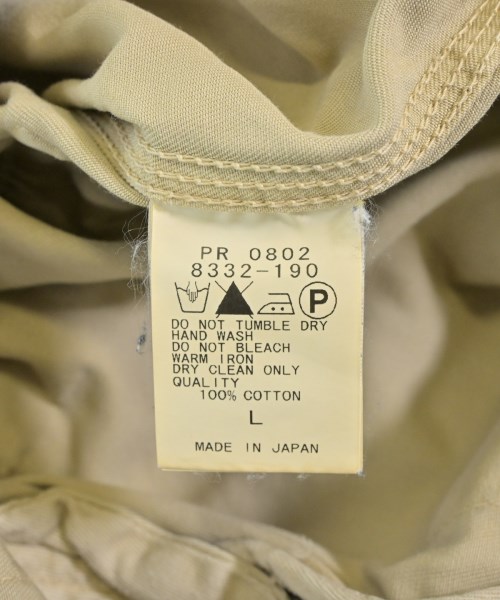 PR 0802
8332-190
P
DO NOT TUMBLE DRY
HAND WASH
DO NOT BLEACH
WARM IRON
DRY CLEAN ONLY
QUALITY
100% COTTON
L
MADE IN JAPAN